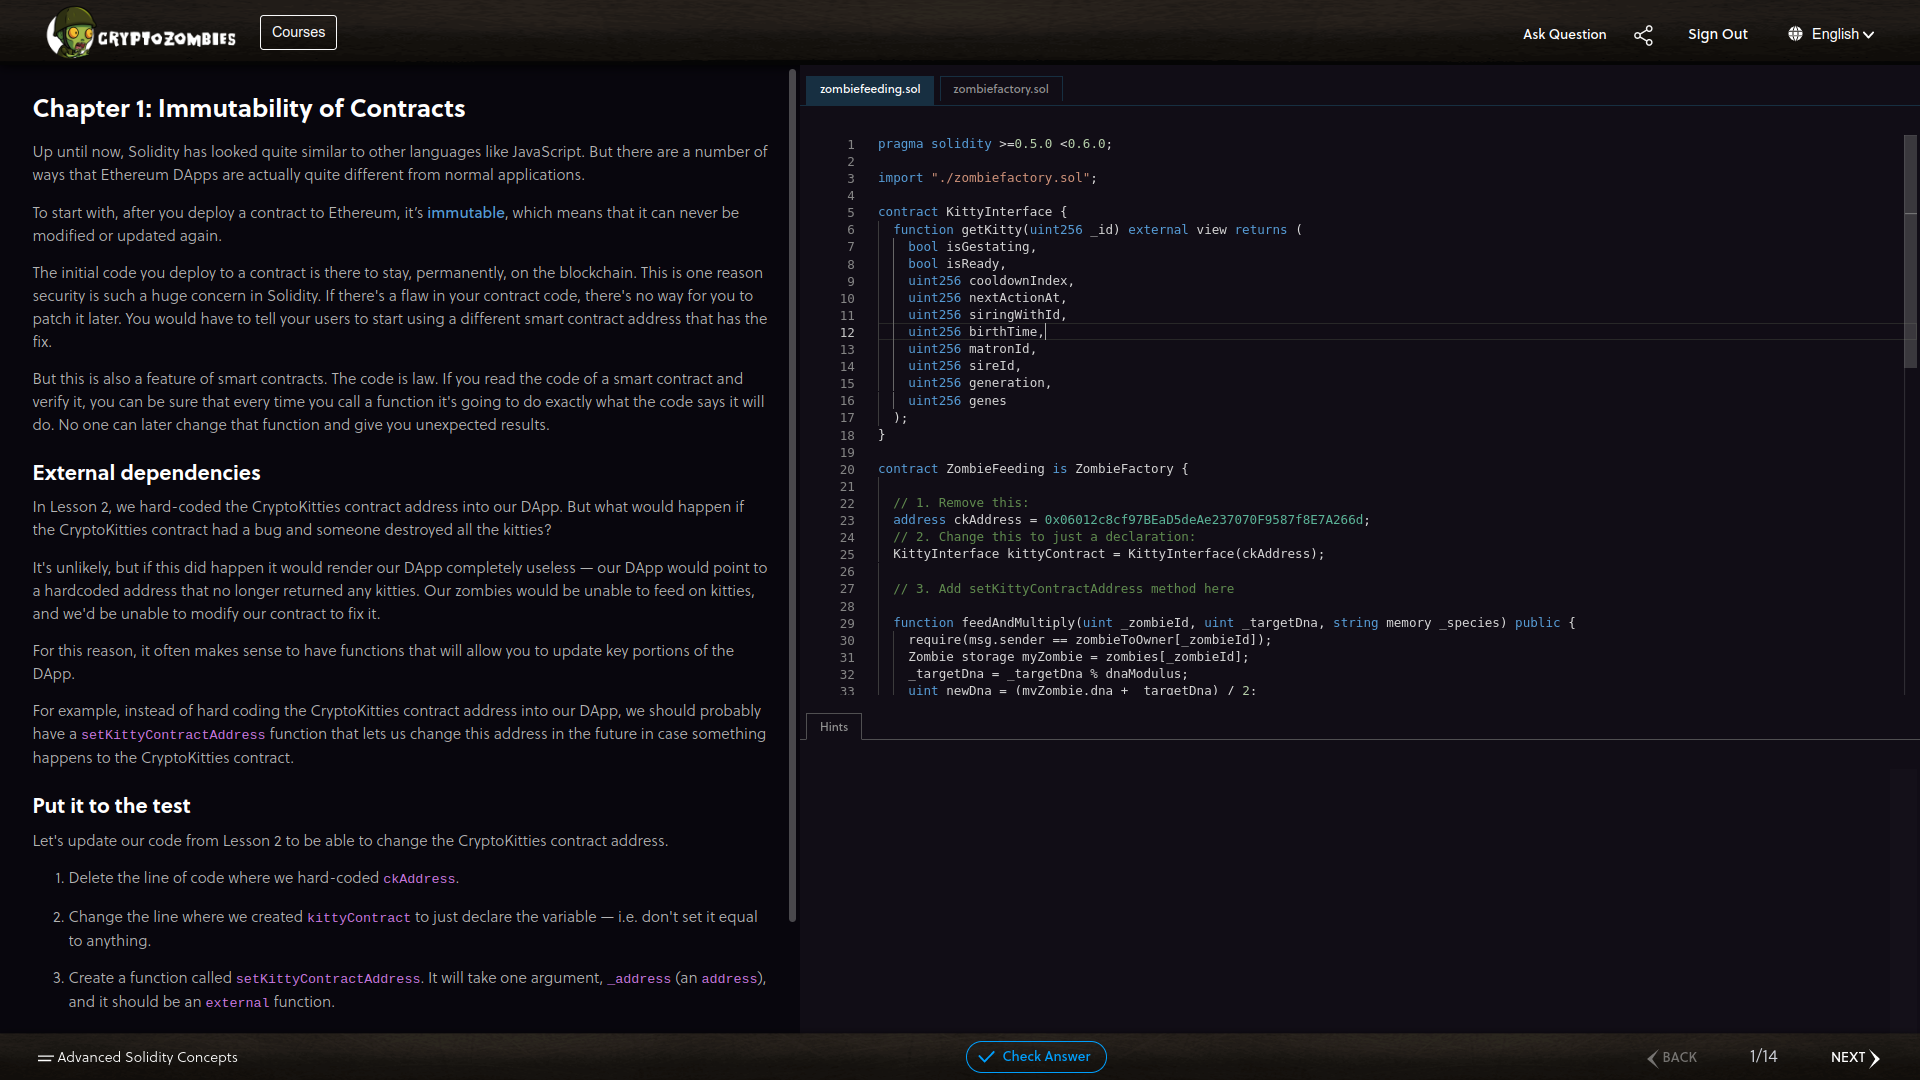 CRYPTOZOMBIES
Courses
Ask Question
Sign Out
English
Chapter 1: Immutability of Contracts
Up until now, Solidity has looked quite similar to other languages like JavaScript. But there are a number of
ways that Ethereum DApps are actually quite different from normal applications.
To start with, after you deploy a contract to Ethereum, it’s immutable, which means that it can never be
modified or updated again.
The initial code you deploy to a contract is there to stay, permanently, on the blockchain. This is one reason
security is such a huge concern in Solidity. If there's a flaw in your contract code, there's no way for you to
patch it later. You would have to tell your users to start using a different smart contract address that has the
fix.
But this is also a feature of smart contracts. The code is law. If you read the code of a smart contract and
verify it, you can be sure that every time you call a function it's going to do exactly what the code says it will
do. No one can later change that function and give you unexpected results.
External dependencies
In Lesson 2, we hard-coded the CryptoKitties contract address into our DApp. But what would happen if
the CryptoKitties contract had a bug and someone destroyed all the kitties?
It's unlikely, but if this did happen it would render our DApp completely useless — our DApp would point to
a hardcoded address that no longer returned any kitties. Our zombies would be unable to feed on kitties,
and we'd be unable to modify our contract to fix it.
For this reason, it often makes sense to have functions that will allow you to update key portions of the
DApp.
For example, instead of hard coding the CryptoKitties contract address into our DApp, we should probably
have a setKittyContractAddress function that lets us change this address in the future in case something
happens to the CryptoKitties contract.
Put it to the test
Let's update our code from Lesson 2 to be able to change the CryptoKitties contract address.
1. Delete the line of code where we hard-coded ckAddress.
2. Change the line where we created kittyContract to just declare the variable — i.e. don't set it equal
to anything.
3. Create a function called setKittyContractAddress. It will take one argument, _address (an address),
and it should be an external function.
zombiefeeding.sol
zombiefactory.sol
1 pragma solidity >=0.5.0 <0.6.0;
2
3 import "./zombiefactory.sol";
4
5 contract KittyInterface {
6 function getKitty(uint256 _id) external view returns (
7 bool isGestating,
8 bool isReady,
9 uint256 cooldownIndex,
10 uint256 nextActionAt,
11 uint256 siringWithId,
12 uint256 birthTime,
13 uint256 matronId,
14 uint256 sireId,
15 uint256 generation,
16 uint256 genes
17 );
18 }
19
20 contract ZombieFeeding is ZombieFactory {
21
22 // 1. Remove this:
23 address ckAddress = 0x06012c8cf97BEaD5deAe237070F9587f8E7A266d;
24 // 2. Change this to just a declaration:
25 KittyInterface kittyContract = KittyInterface(ckAddress);
26
27 // 3. Add setKittyContractAddress method here
28
29 function feedAndMultiply(uint _zombieId, uint _targetDna, string memory _species) public {
30 require(msg.sender == zombieToOwner[_zombieId]);
31 Zombie storage myZombie = zombies[_zombieId];
32 _targetDna = _targetDna % dnaModulus;
33 uint newDna = (myZombie.dna + _targetDna) / 2;
Hints
Advanced Solidity Concepts
Check Answer
BACK
1/14
NEXT